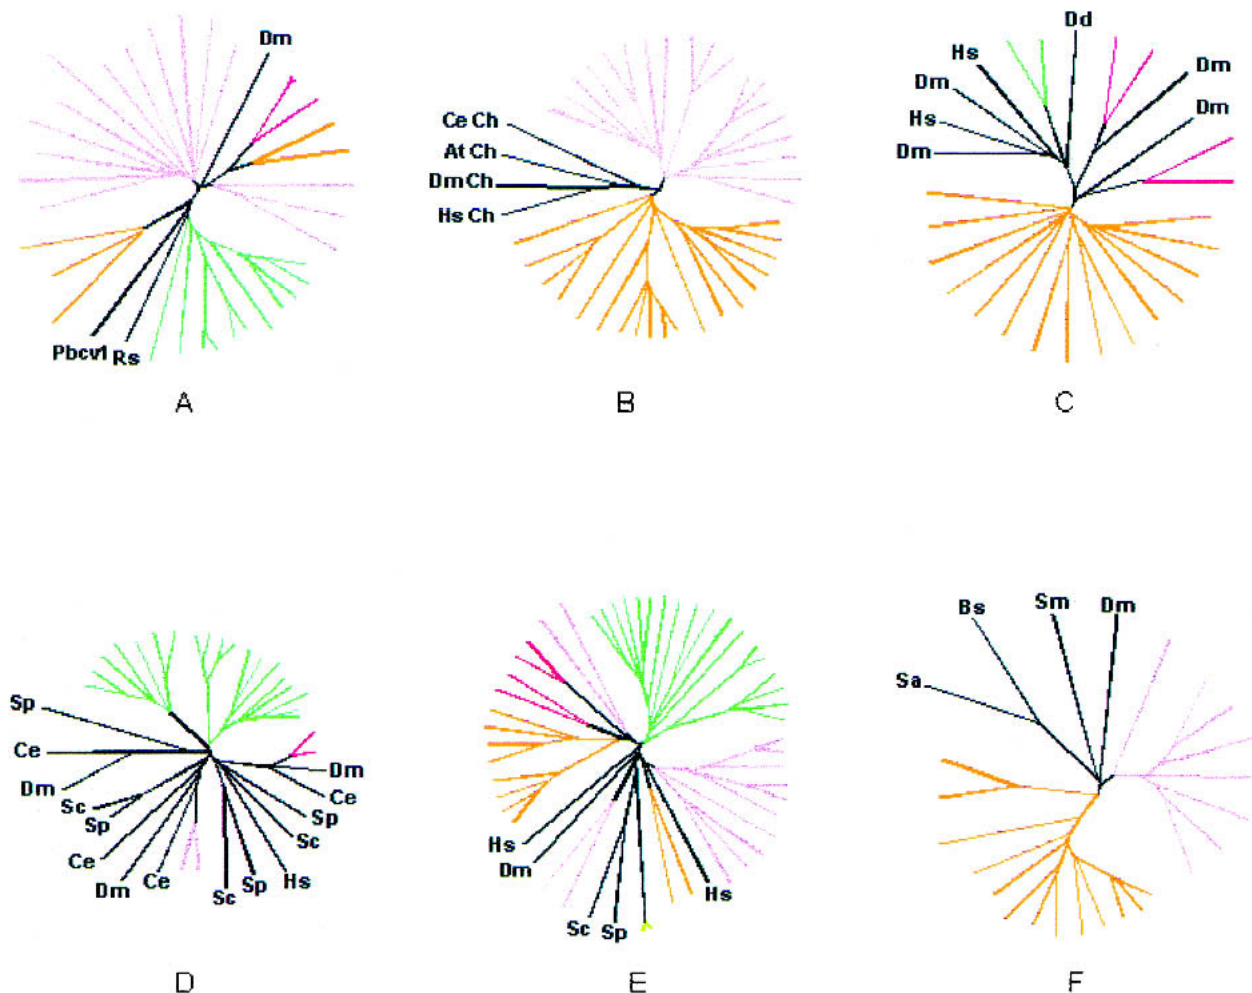 Dm
Pbcv1 Rs
A
Ce Ch
At Ch
Dm Ch
Hs Ch
B
Dd
Hs
Dm
Dm
Dm
Hs
Dm
C
Sp
Ce
Dm
Sc
Sp
Ce
Dm
Ce
Sc
Sp
Hs
Sc
Sp
Ce
Dm
D
Hs
Dm
Sc
Sp
Hs
E
Bs
Sm
Dm
Sa
F